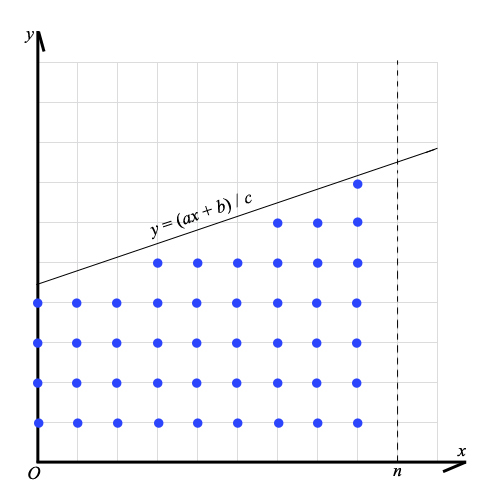 y
y = (ax + b) / c
x
O
n